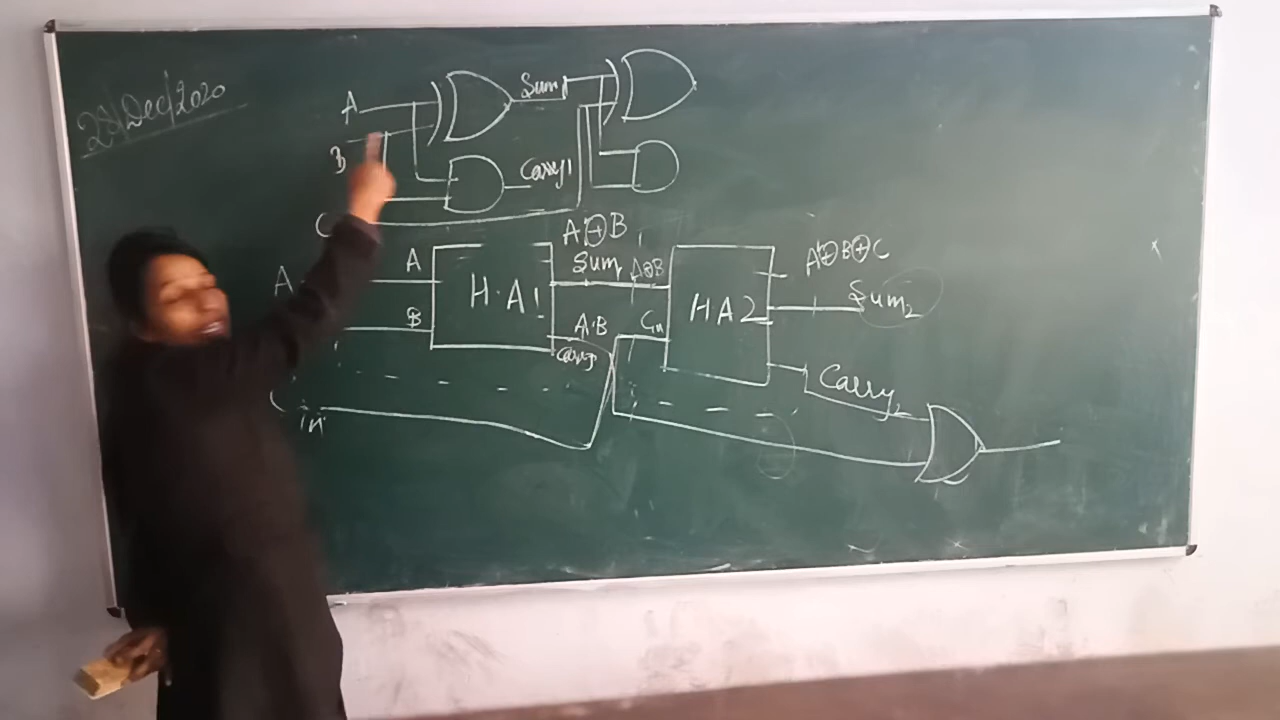 28/Dec/2020
A
Sum1
B
Carry1
C
A⊕B
A
A
Sum
A⊕B
A⊕B⊕C
H.A1
HA2
Sum2
B
A.B
Cin
Carry
Carry2
Cin